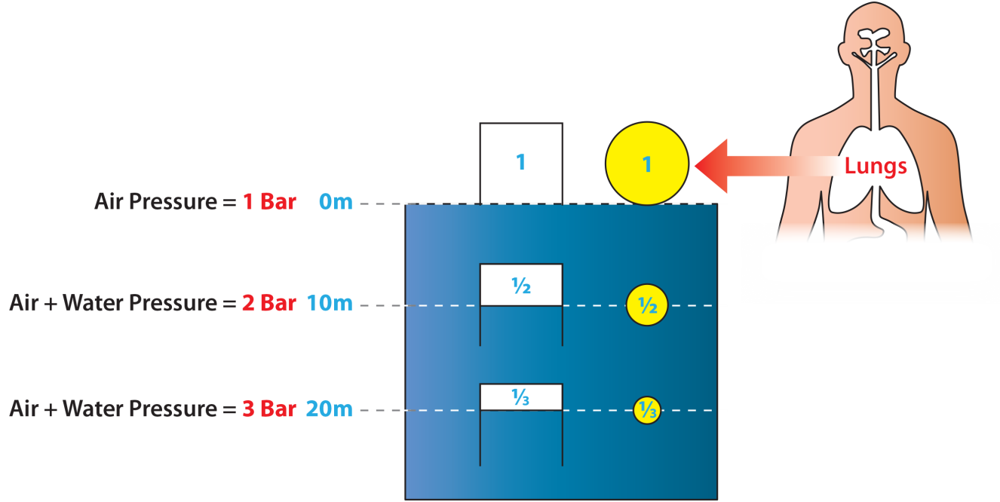 1
1
Lungs
Air Pressure = 1 Bar 0m
½
Air + Water Pressure = 2 Bar 10m
½
⅓
Air + Water Pressure = 3 Bar 20m
⅓